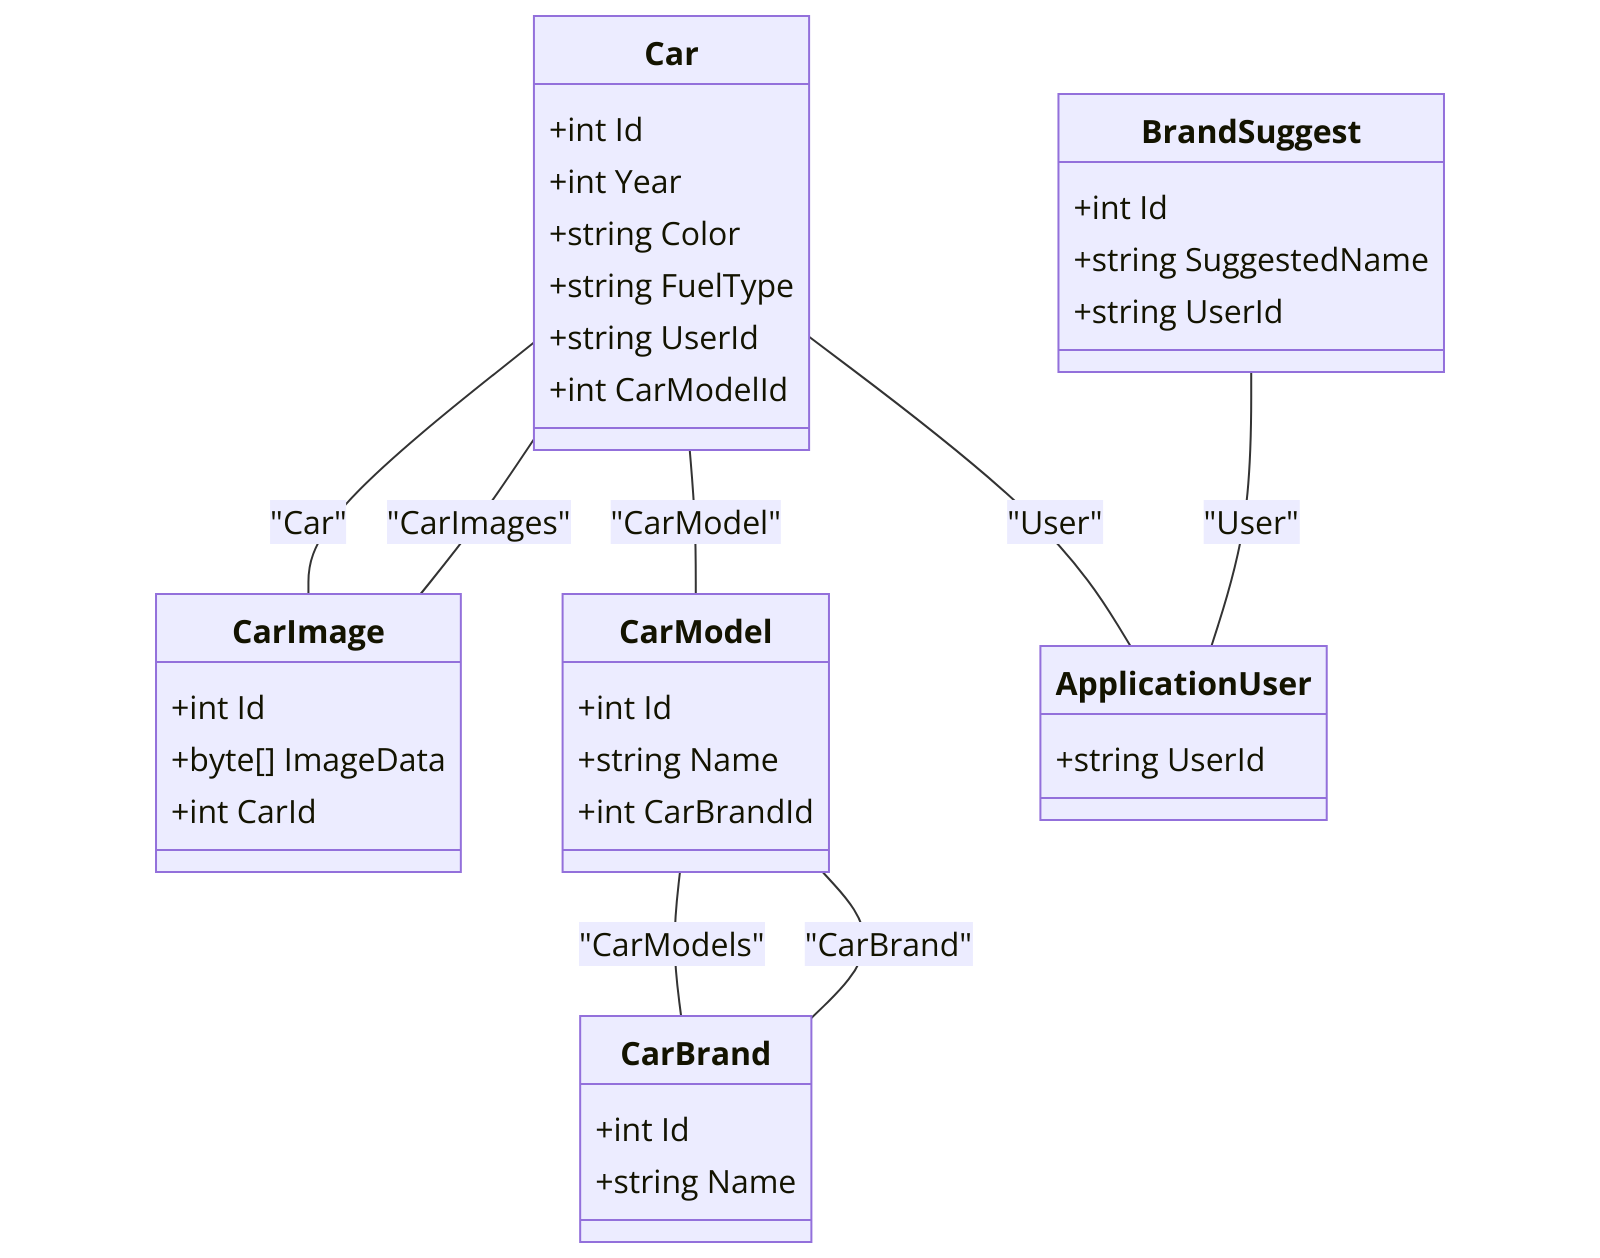 Car
+int Id
+int Year
+string Color
+string FuelType
+string UserId
+int CarModelId
BrandSuggest
+int Id
+string SuggestedName
+string UserId
"Car"
"CarImages"
"CarModel"
"User"
"User"
CarImage
+int Id
+byte[] ImageData
+int CarId
CarModel
+int Id
+string Name
+int CarBrandId
ApplicationUser
+string UserId
"CarModels"
"CarBrand"
CarBrand
+int Id
+string Name